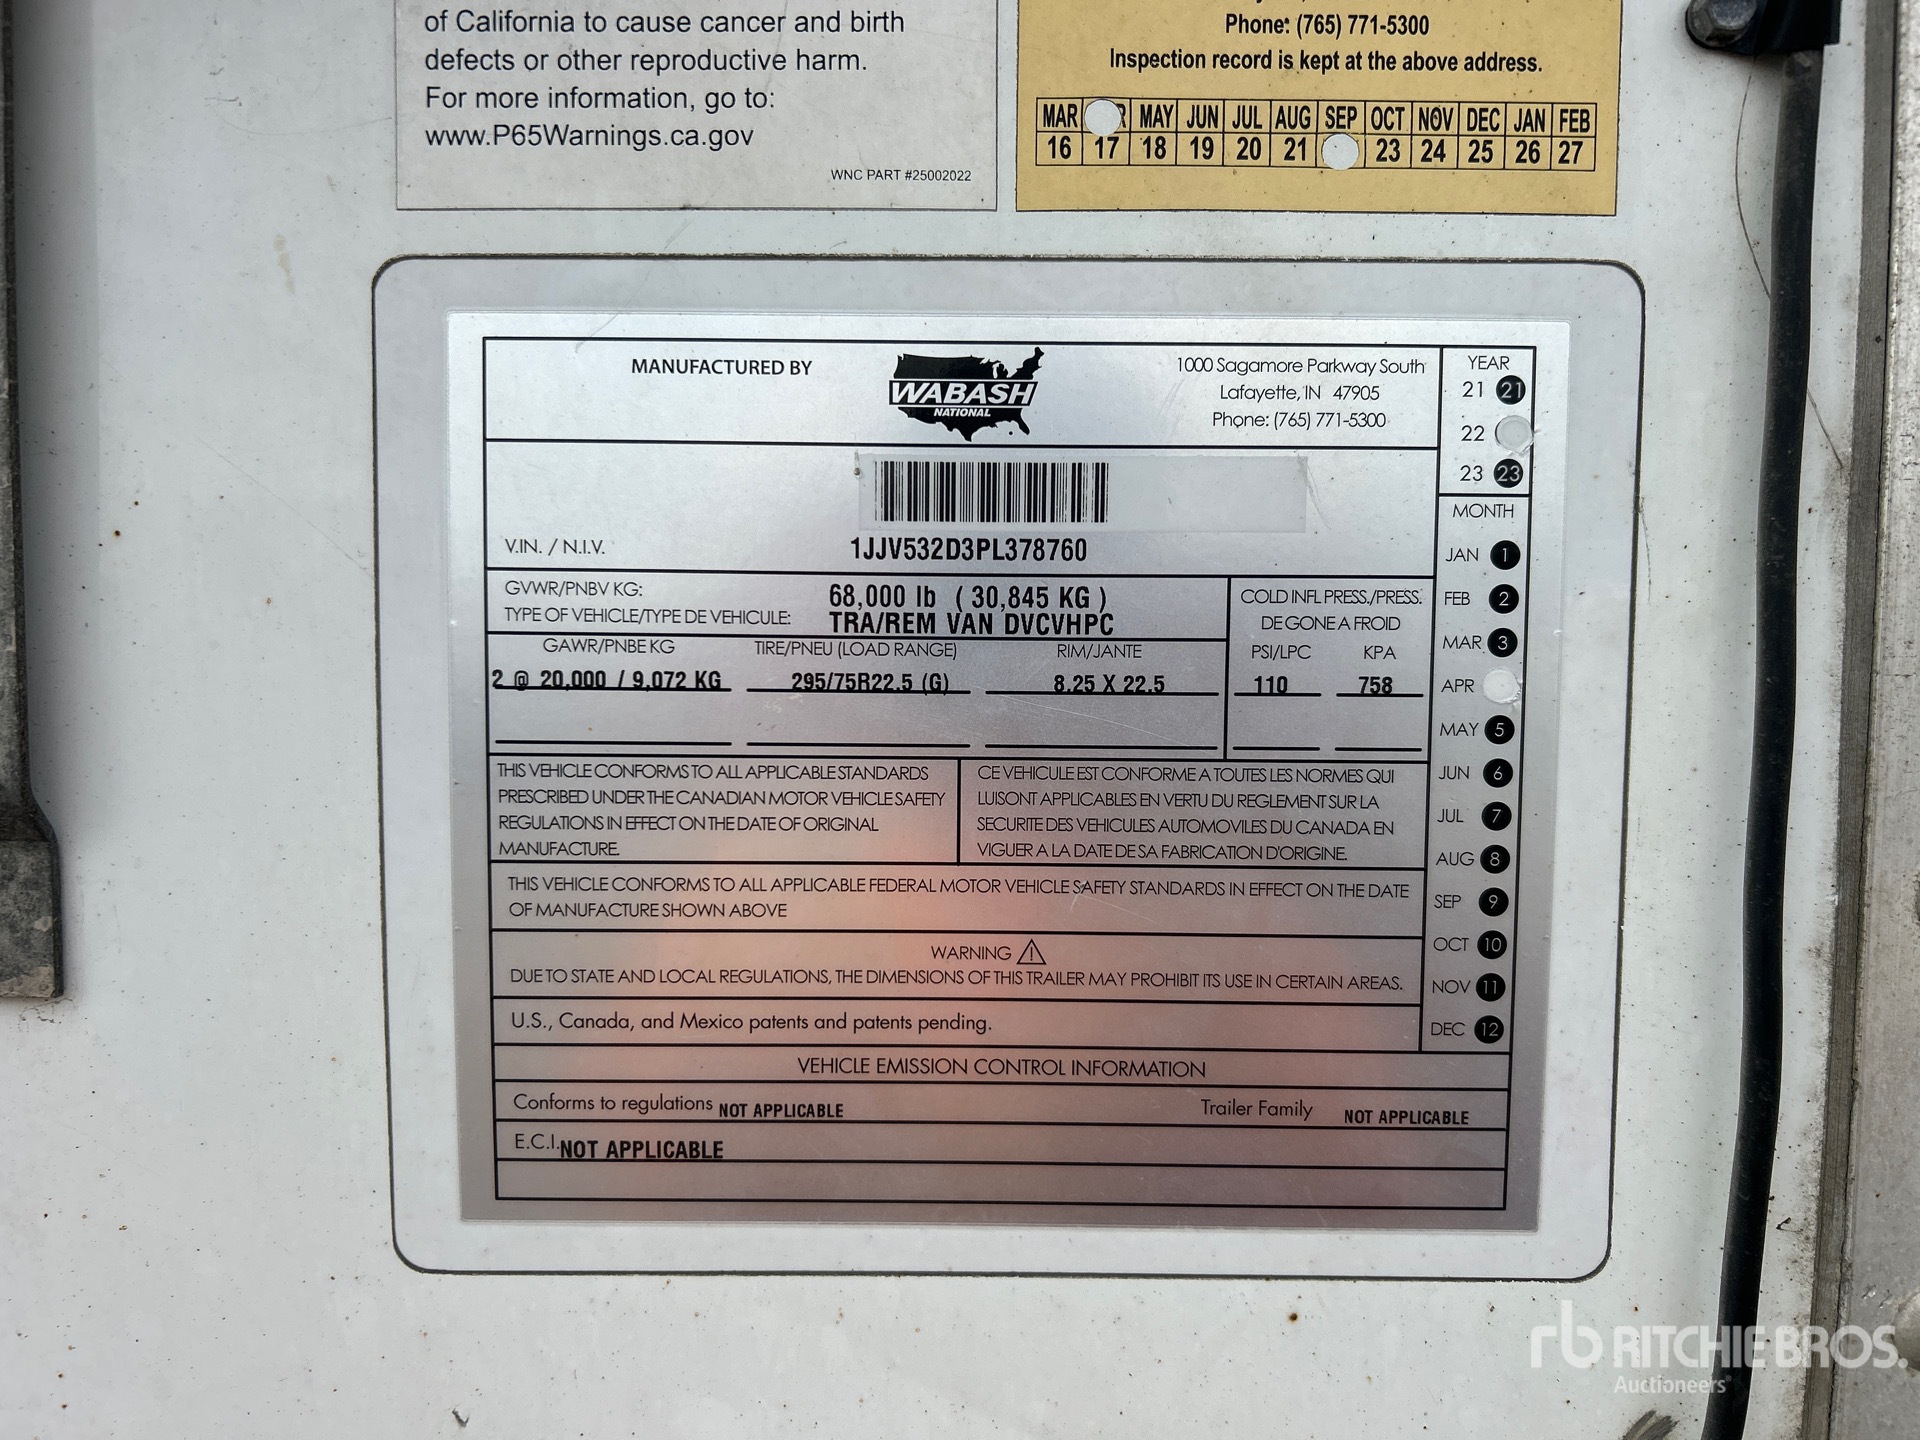 of California to cause cancer and birth
defects or other reproductive harm.
For more information, go to:
www.P65Warnings.ca.gov
WNC PART #25002022
Phone: (765) 771-5300
Inspection record is kept at the above address.
MAR MAY JUN JUL AUG SEP OCT NOV DEC JAN FEB
16 17 18 19 20 21 23 24 25 26 27
MANUFACTURED BY
WABASH
NATIONAL
1000 Sagamore Parkway South
Lafayette, IN 47905
Phone: (765) 771-5300
YEAR
21 21
22
23 23
V.IN. / N.I.V.
1JJV532D3PL378760
GVWR/PNBV KG: 68,000 lb ( 30,845 KG )
TYPE OF VEHICLE/TYPE DE VEHICULE: TRA/REM VAN DVCVHPC
COLD INFL PRESS./PRESS.
DE GONE A FROID
GAWR/PNBE KG TIRE/PNEU (LOAD RANGE) RIM/JANTE PSI/LPC KPA
2 @ 20,000 / 9,072 KG 295/75R22.5 (G) 8.25 X 22.5 110 758
MONTH
JAN 1
FEB 2
MAR 3
APR
MAY 5
JUN 6
JUL 7
AUG 8
SEP 9
OCT 10
NOV 11
DEC 12
THIS VEHICLE CONFORMS TO ALL APPLICABLE STANDARDS
PRESCRIBED UNDER THE CANADIAN MOTOR VEHICLE SAFETY
REGULATIONS IN EFFECT ON THE DATE OF ORIGINAL
MANUFACTURE.
CE VEHICULE EST CONFORME A TOUTES LES NORMES QUI
LUISONT APPLICABLES EN VERTU DU REGLEMENT SUR LA
SECURITE DES VEHICULES AUTOMOVILES DU CANADA EN
VIGUER A LA DATE DE SA FABRICATION D'ORIGINE.
THIS VEHICLE CONFORMS TO ALL APPLICABLE FEDERAL MOTOR VEHICLE SAFETY STANDARDS IN EFFECT ON THE DATE
OF MANUFACTURE SHOWN ABOVE
WARNING
DUE TO STATE AND LOCAL REGULATIONS, THE DIMENSIONS OF THIS TRAILER MAY PROHIBIT ITS USE IN CERTAIN AREAS.
U.S., Canada, and Mexico patents and patents pending.
VEHICLE EMISSION CONTROL INFORMATION
Conforms to regulations NOT APPLICABLE Trailer Family NOT APPLICABLE
E.C.I. NOT APPLICABLE
rb RITCHIE BROS.
Auctioneers